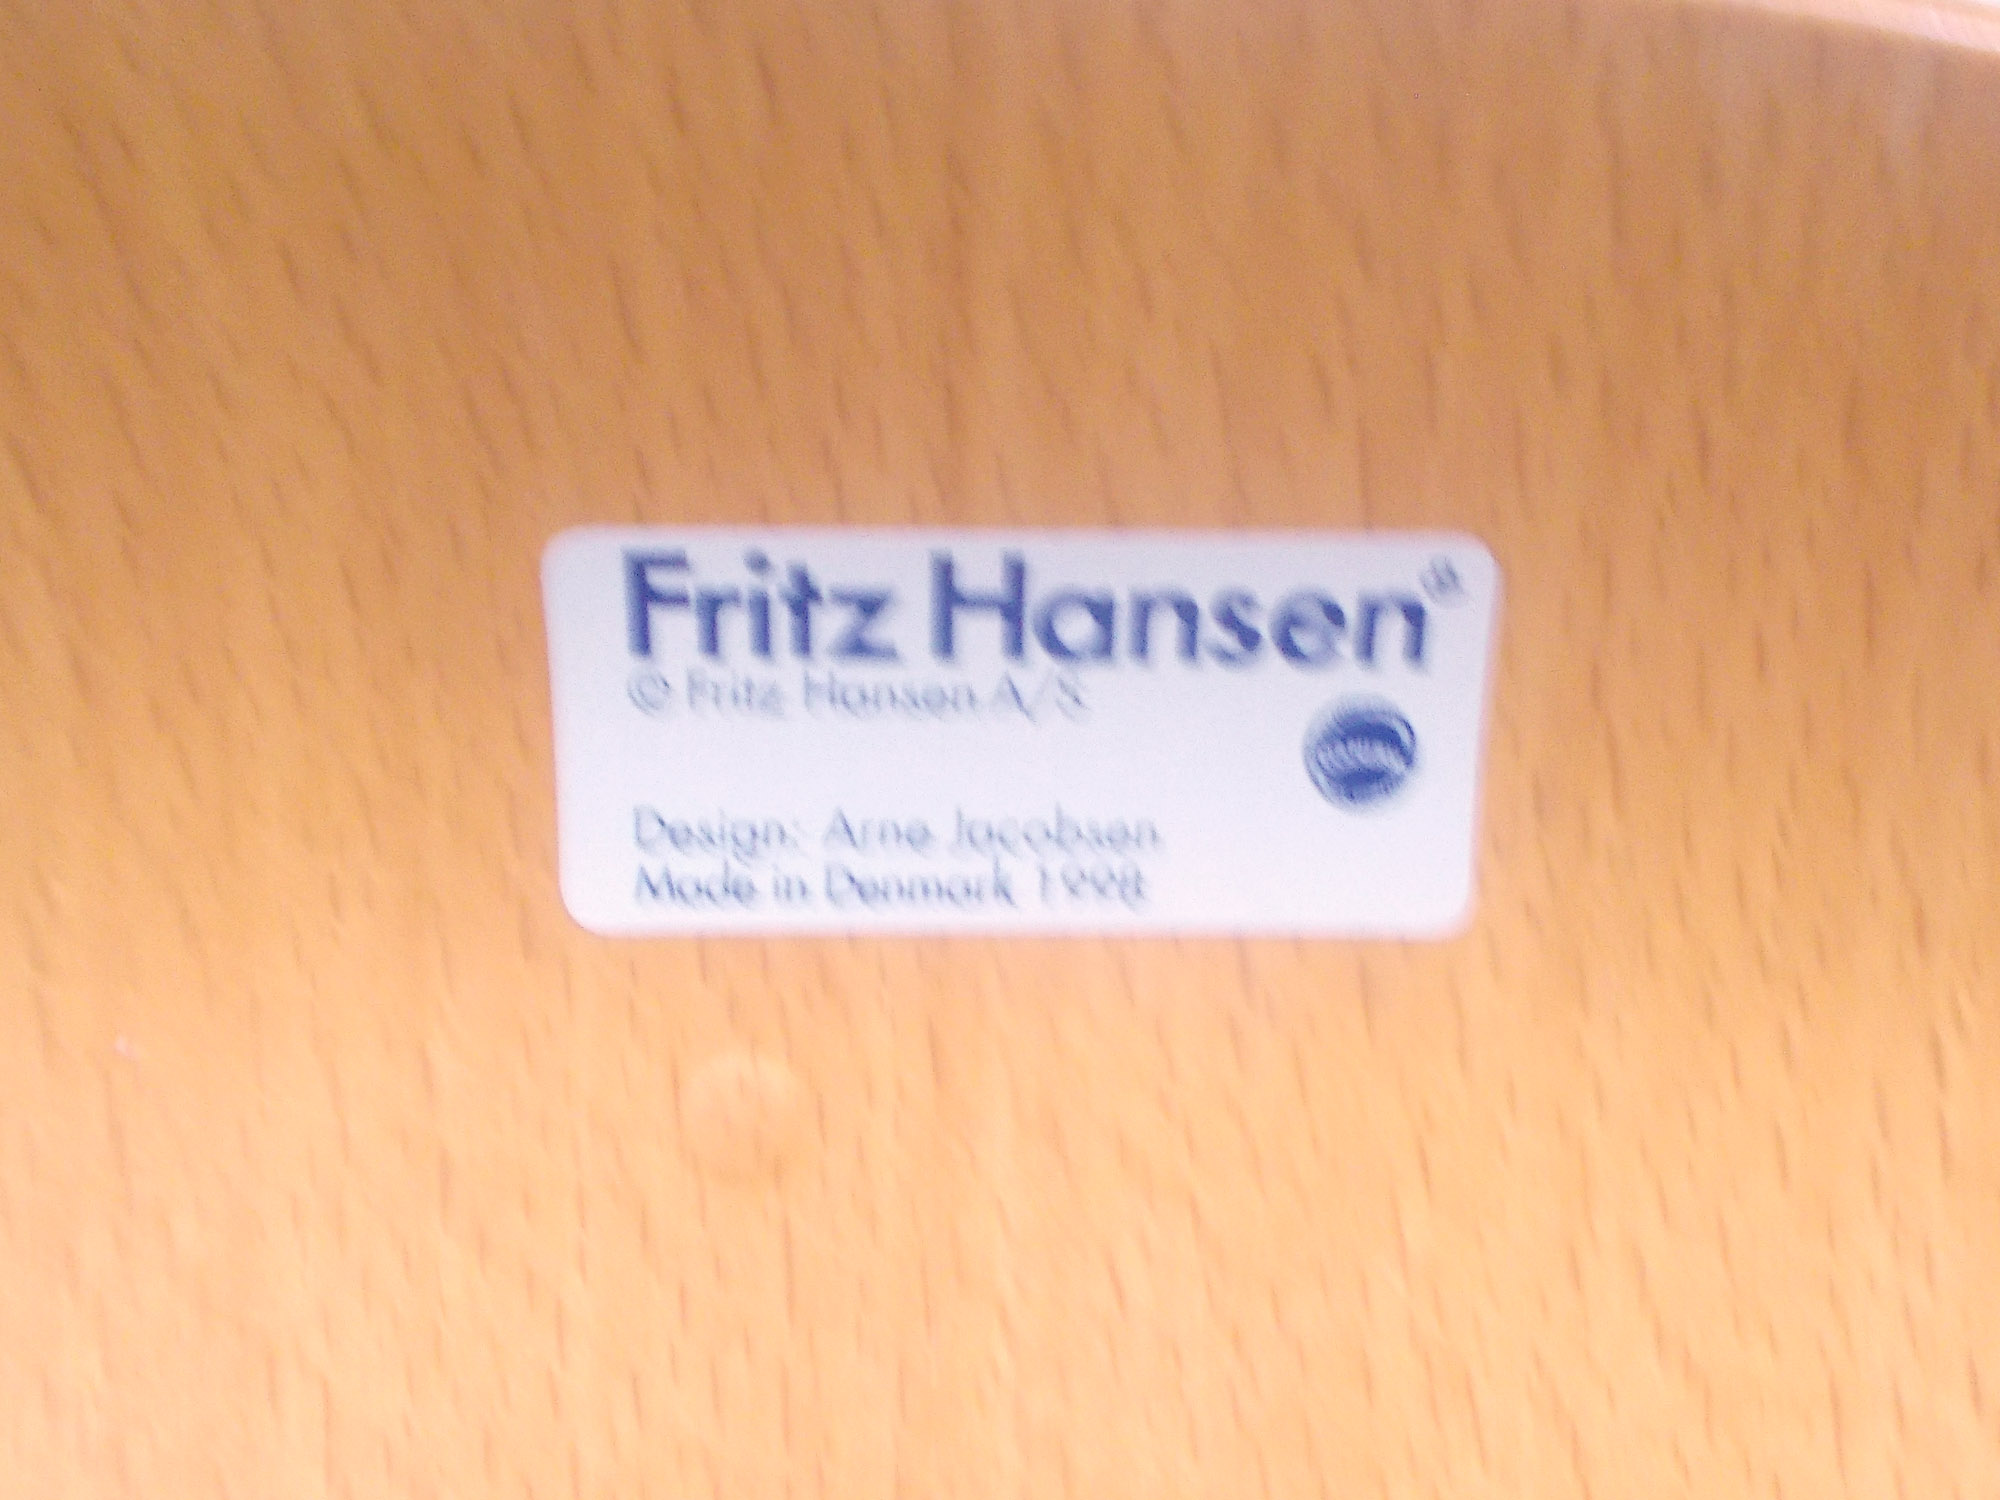 Fritz Hansen®
© Fritz Hansen A/S
Design: Arne Jacobsen
Made in Denmark 1998